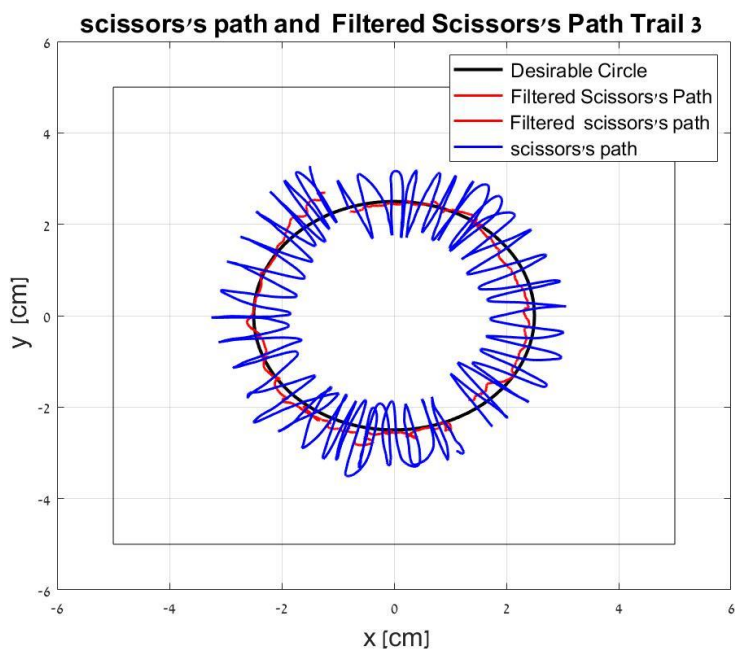 scissors's path and Filtered Scissors's Path Trail 3
Desirable Circle
Filtered Scissors's Path
Filtered scissors's path
scissors's path
6
4
2
0
-2
-4
-6
y [cm]
-6 -4 -2 0 2 4 6
x [cm]